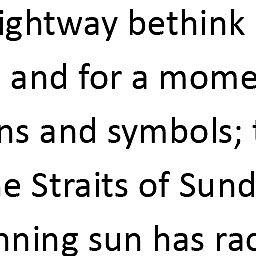 ightway bethink
and for a mome
ns and symbols;
e Straits of Sund
nning sun has rac